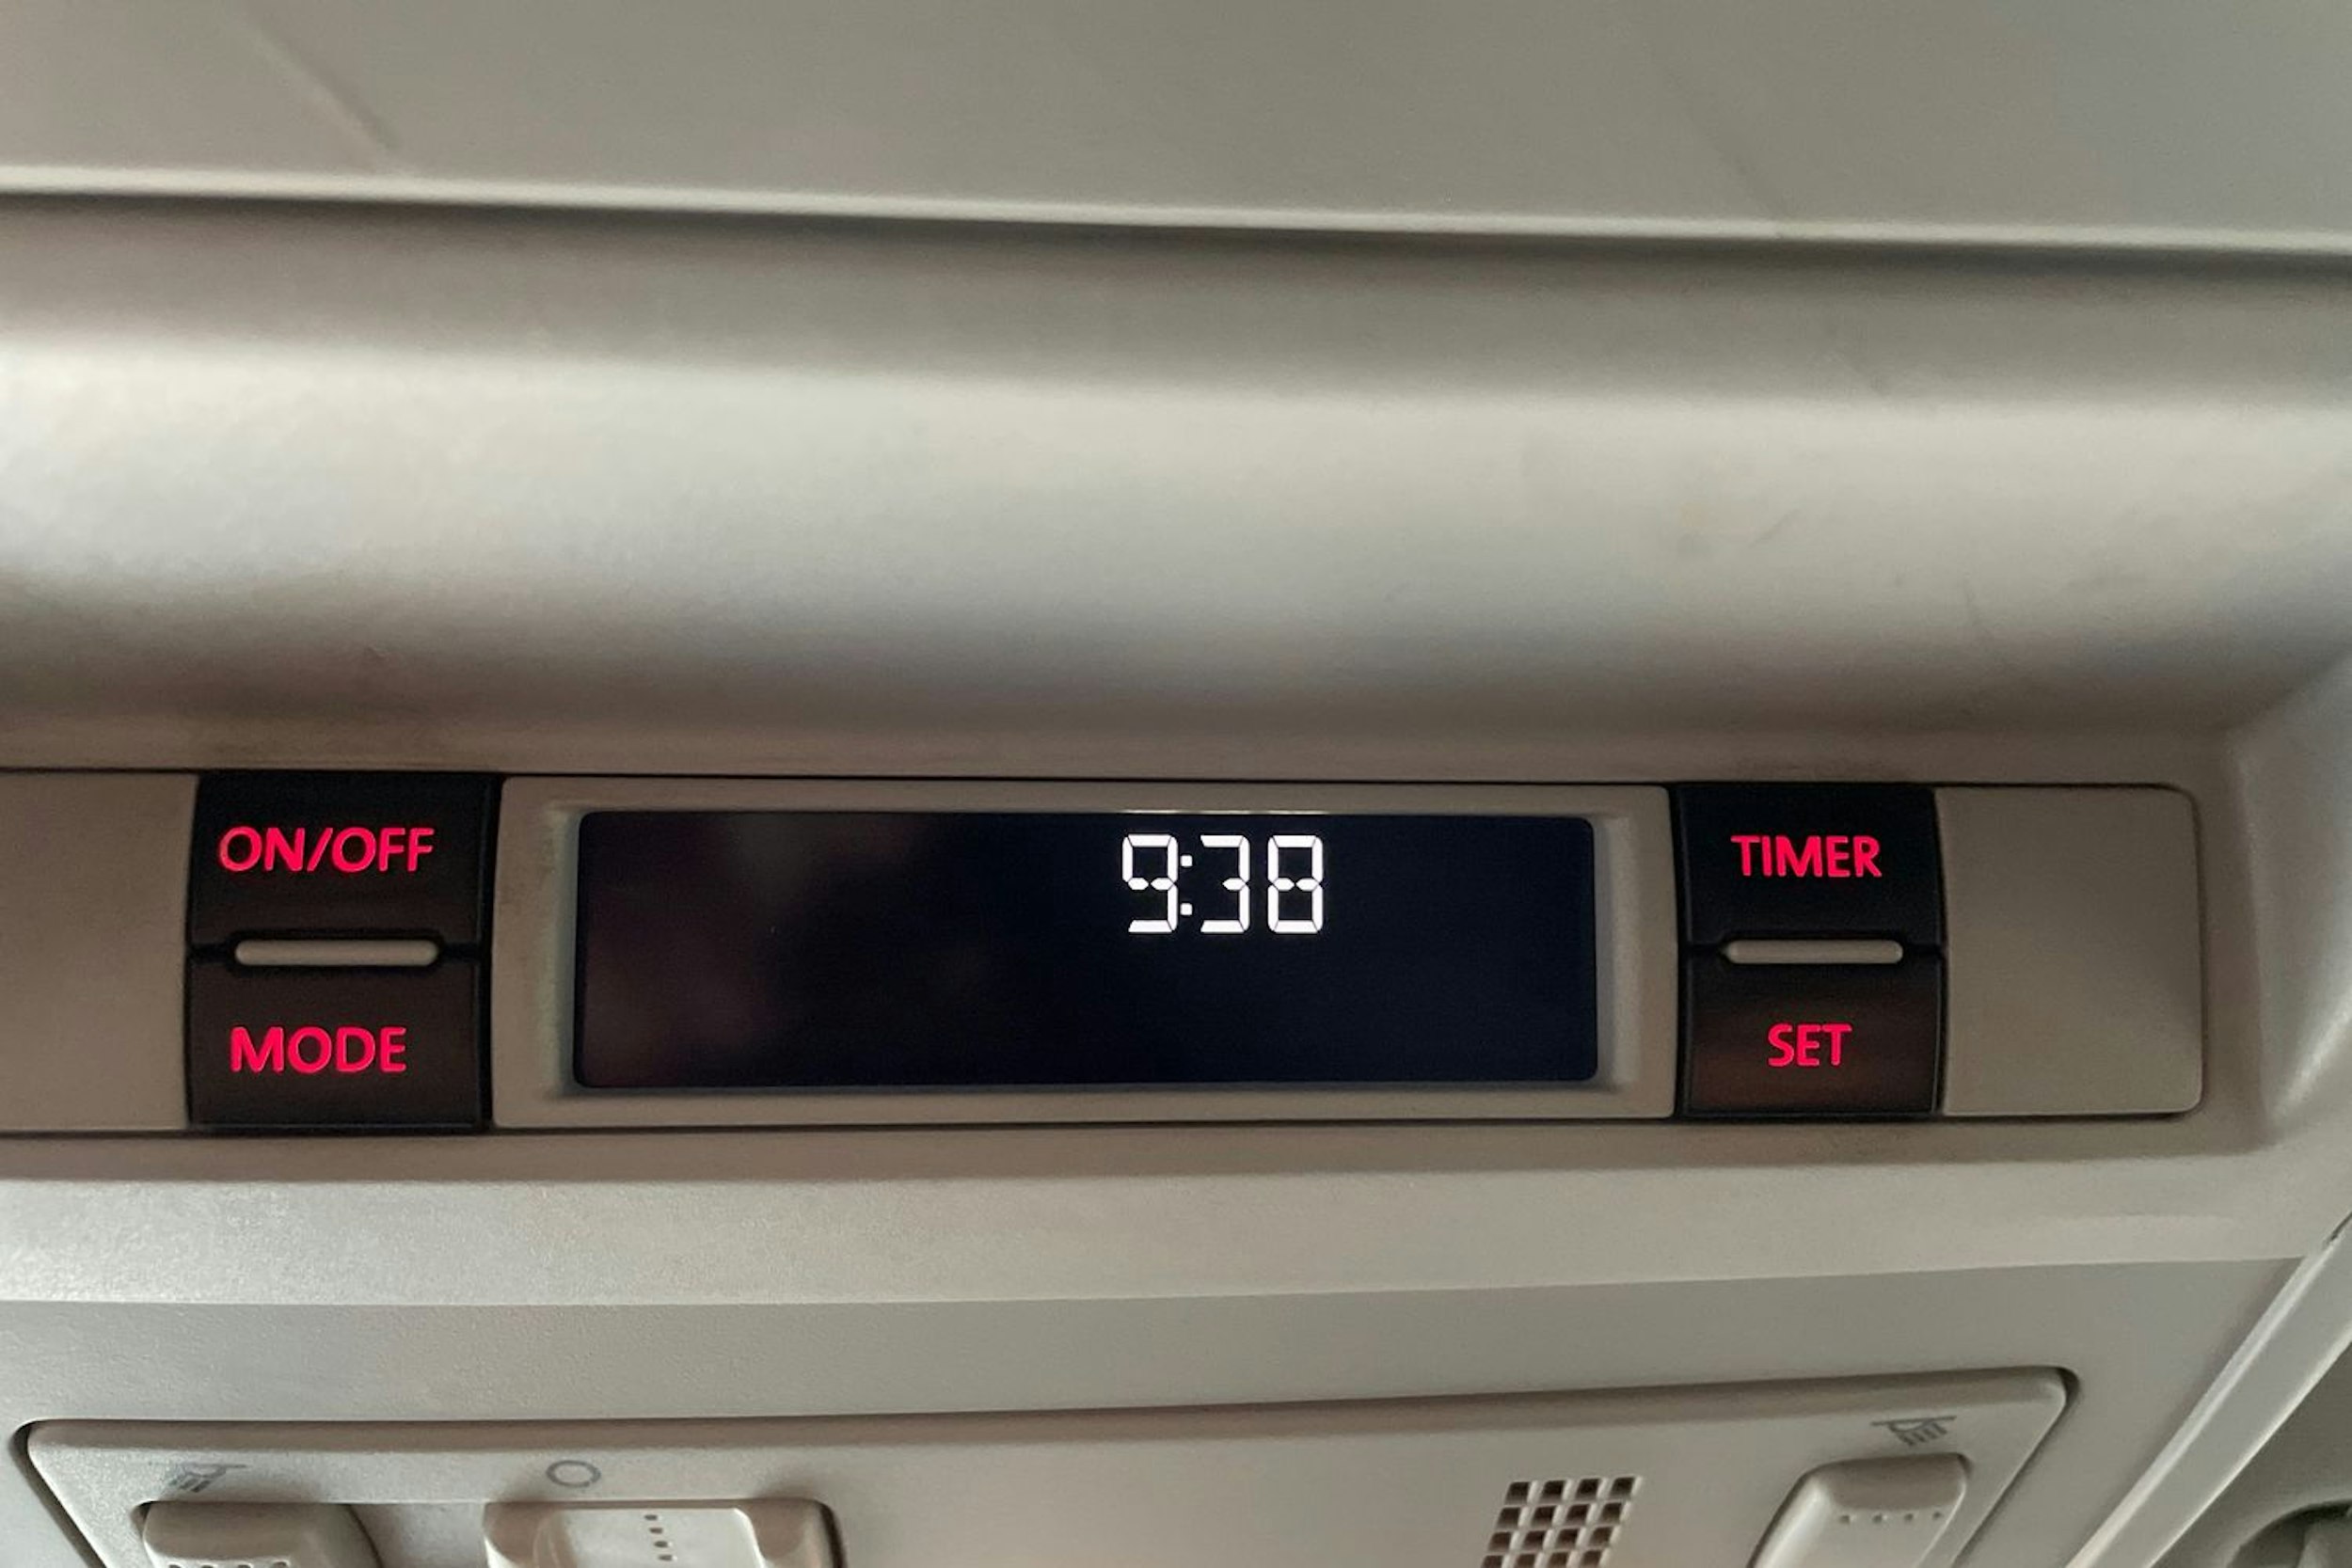 ON/OFF
MODE
9:38
TIMER
SET